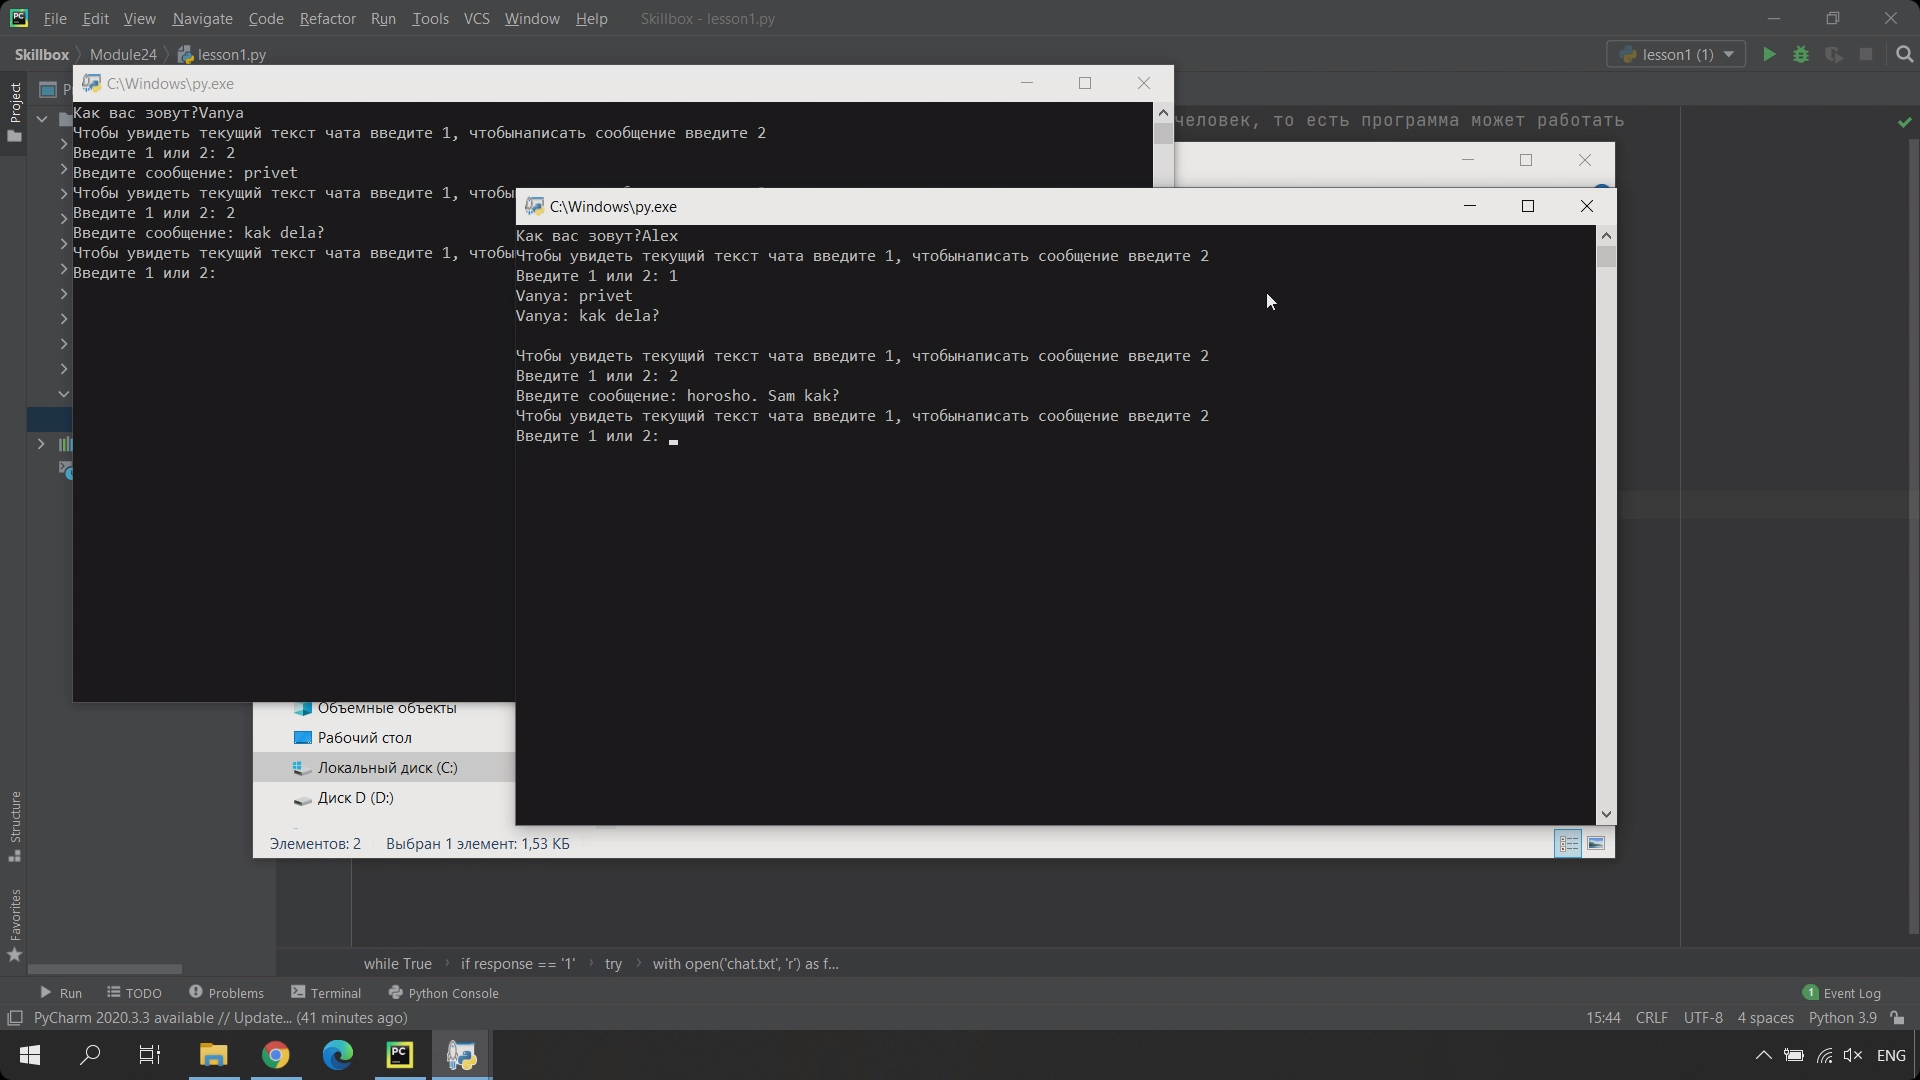 File Edit View Navigate Code Refactor Run Tools VCS Window Help Skillbox - lesson1.py
Skillbox Module24 lesson1.py lesson1 (1)
Project
C:\Windows\py.exe
Как вас зовут?Vanya
Чтобы увидеть текущий текст чата введите 1, чтобынаписать сообщение введите 2
Введите 1 или 2: 2
Введите сообщение: privet
Чтобы увидеть текущий текст чата введите 1, чтобы
Введите 1 или 2: 2
Введите сообщение: kak dela?
Чтобы увидеть текущий текст чата введите 1, чтобы
Введите 1 или 2:
человек, то есть программа может работать
C:\Windows\py.exe
Как вас зовут?Alex
Чтобы увидеть текущий текст чата введите 1, чтобынаписать сообщение введите 2
Введите 1 или 2: 1
Vanya: privet
Vanya: kak dela?
Чтобы увидеть текущий текст чата введите 1, чтобынаписать сообщение введите 2
Введите 1 или 2: 2
Введите сообщение: horosho. Sam kak?
Чтобы увидеть текущий текст чата введите 1, чтобынаписать сообщение введите 2
Введите 1 или 2:
Объемные объекты
Рабочий стол
Локальный диск (C:)
Диск D (D:)
Элементов: 2 Выбран 1 элемент: 1,53 КБ
Structure
Favorites
while True if response == '1' try with open('chat.txt', 'r') as f...
Run TODO Problems Terminal Python Console 1 Event Log
PyCharm 2020.3.3 available // Update... (41 minutes ago) 15:44 CRLF UTF-8 4 spaces Python 3.9
PC ENG